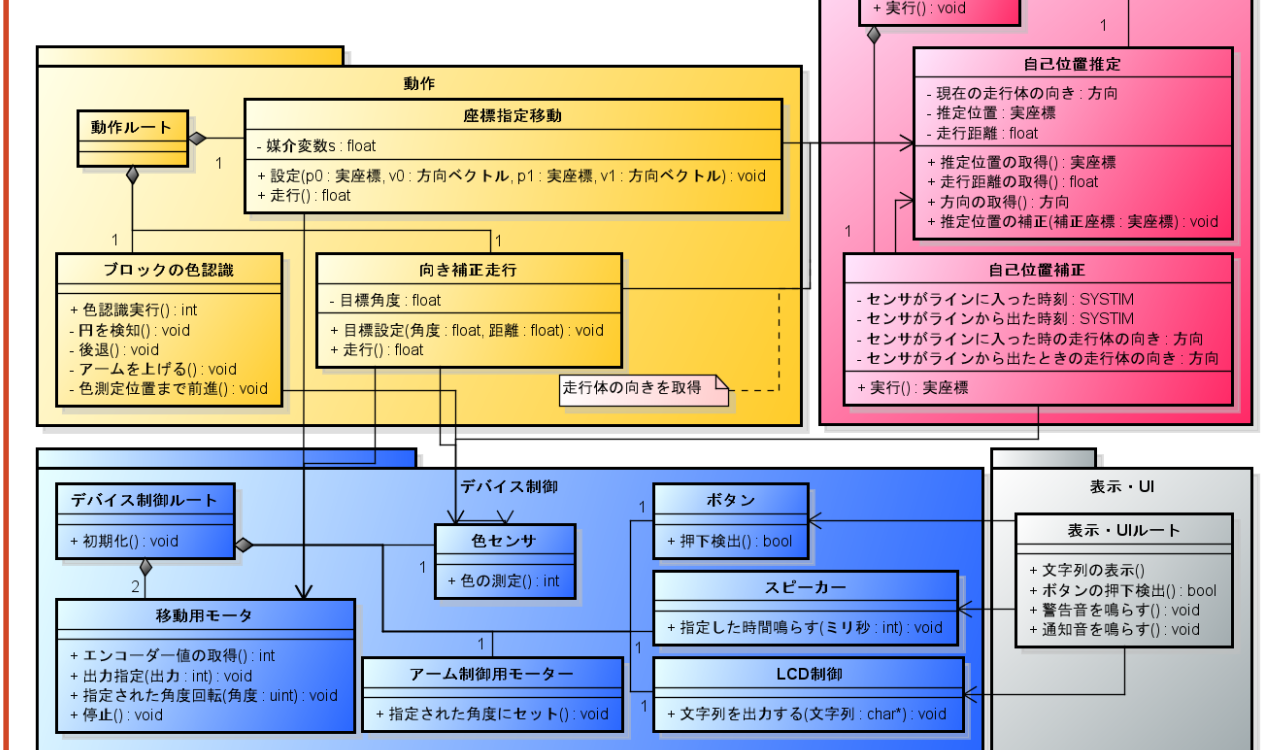 + 実行() : void
1
動作
動作ルート
1
座標指定移動
- 媒介変数s : float
+ 設定(p0 : 実座標, v0 : 方向ベクトル, p1 : 実座標, v1 : 方向ベクトル) : void
+ 走行() : float
自己位置推定
- 現在の走行体の向き : 方向
- 推定位置 : 実座標
- 走行距離 : float
+ 推定位置の取得() : 実座標
+ 走行距離の取得() : float
+ 方向の取得() : 方向
+ 推定位置の補正(補正座標 : 実座標) : void
1
1
1
ブロックの色認識
+ 色認識実行() : int
- 円を検知() : void
- 後退() : void
- アームを上げる() : void
- 色測定位置まで前進() : void
向き補正走行
- 目標角度 : float
+ 目標設定(角度 : float, 距離 : float) : void
+ 走行() : float
走行体の向きを取得
自己位置補正
- センサがラインに入った時刻 : SYSTIM
- センサがラインから出た時刻 : SYSTIM
- センサがラインに入った時の走行体の向き : 方向
- センサがラインから出たときの走行体の向き : 方向
+ 実行() : 実座標
デバイス制御
デバイス制御ルート
+ 初期化() : void
2
移動用モータ
+ エンコーダー値の取得() : int
+ 出力指定(出力 : int) : void
+ 指定された角度回転(角度 : uint) : void
+ 停止() : void
1
色センサ
+ 色の測定() : int
1
アーム制御用モーター
+ 指定された角度にセット() : void
1
ボタン
+ 押下検出() : bool
スピーカー
+ 指定した時間鳴らす(ミリ秒 : int) : void
1
1
LCD制御
+ 文字列を出力する(文字列 : char*) : void
表示・UI
表示・UIルート
+ 文字列の表示()
+ ボタンの押下検出() : bool
+ 警告音を鳴らす() : void
+ 通知音を鳴らす() : void